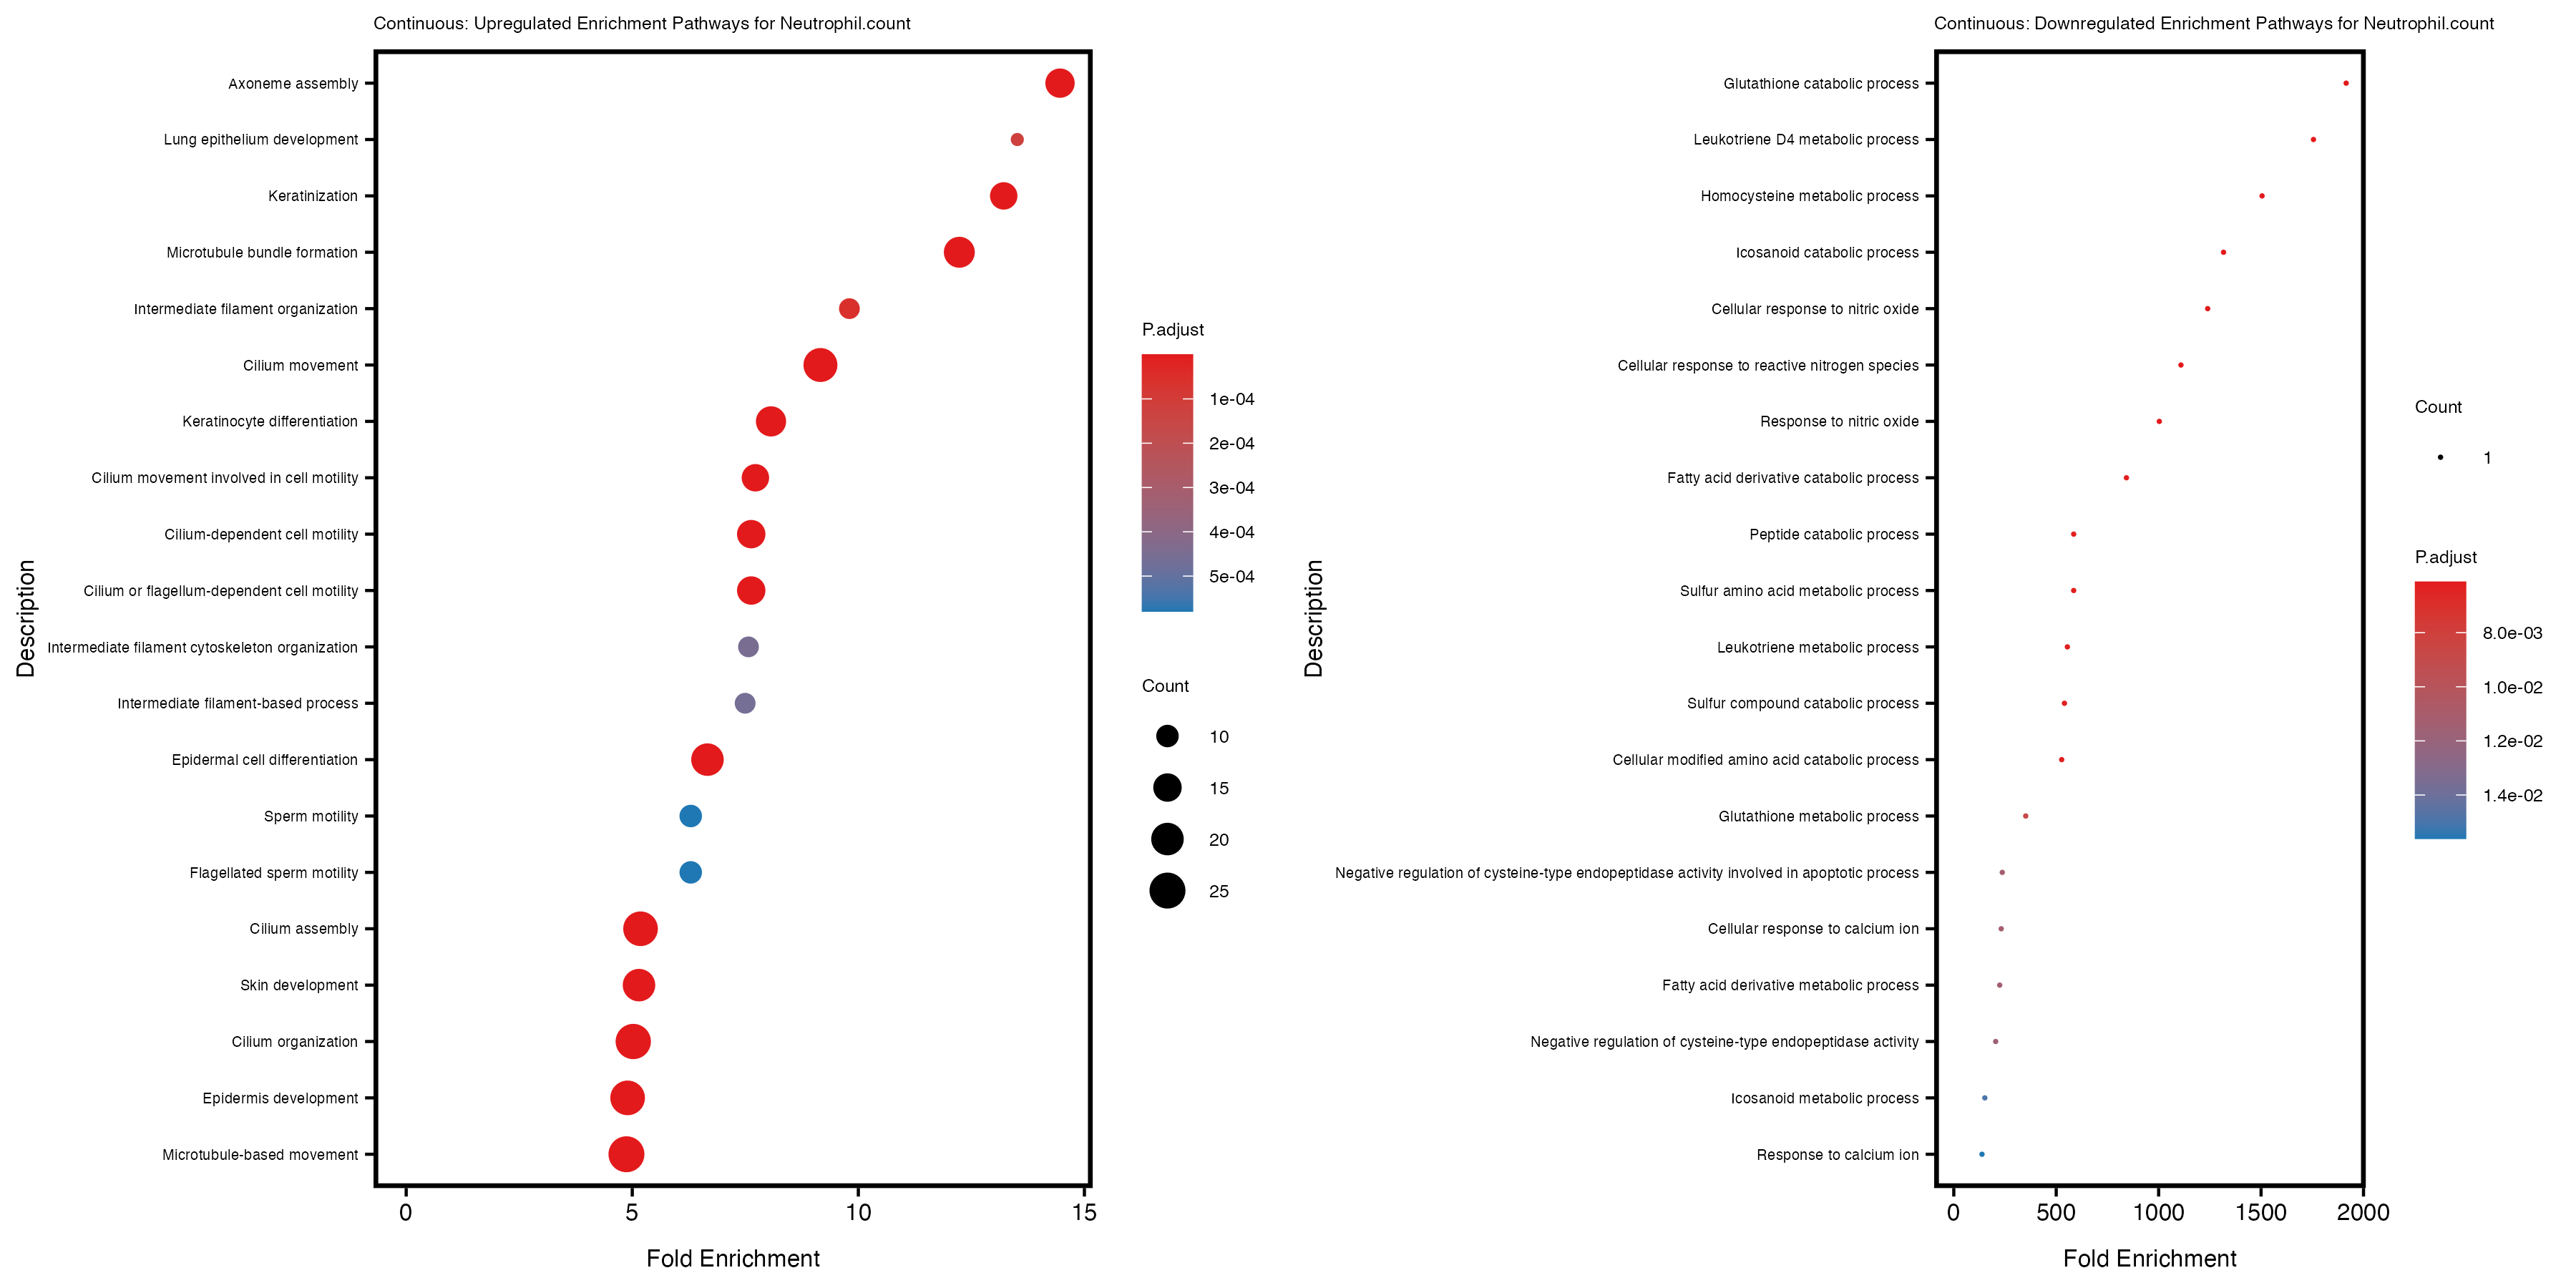 Continuous: Upregulated Enrichment Pathways for Neutrophil.count
Description
Axoneme assembly
Lung epithelium development
Keratinization
Microtubule bundle formation
Intermediate filament organization
Cilium movement
Keratinocyte differentiation
Cilium movement involved in cell motility
Cilium-dependent cell motility
Cilium or flagellum-dependent cell motility
Intermediate filament cytoskeleton organization
Intermediate filament-based process
Epidermal cell differentiation
Sperm motility
Flagellated sperm motility
Cilium assembly
Skin development
Cilium organization
Epidermis development
Microtubule-based movement
0 5 10 15
Fold Enrichment
P.adjust
1e-04
2e-04
3e-04
4e-04
5e-04
Count
10
15
20
25
Continuous: Downregulated Enrichment Pathways for Neutrophil.count
Description
Glutathione catabolic process
Leukotriene D4 metabolic process
Homocysteine metabolic process
Icosanoid catabolic process
Cellular response to nitric oxide
Cellular response to reactive nitrogen species
Response to nitric oxide
Fatty acid derivative catabolic process
Peptide catabolic process
Sulfur amino acid metabolic process
Leukotriene metabolic process
Sulfur compound catabolic process
Cellular modified amino acid catabolic process
Glutathione metabolic process
Negative regulation of cysteine-type endopeptidase activity involved in apoptotic process
Cellular response to calcium ion
Fatty acid derivative metabolic process
Negative regulation of cysteine-type endopeptidase activity
Icosanoid metabolic process
Response to calcium ion
0 500 1000 1500 2000
Fold Enrichment
Count
1
P.adjust
8.0e-03
1.0e-02
1.2e-02
1.4e-02